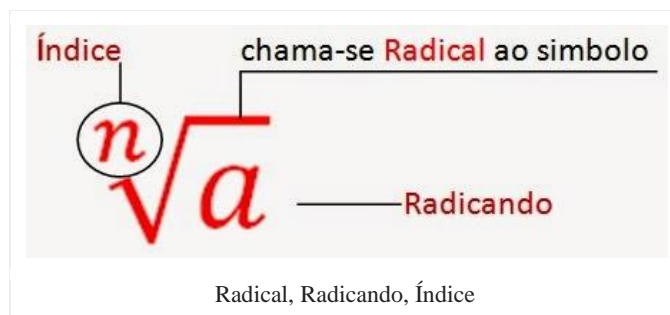 Índice
chama-se Radical ao simbolo
n
√a
Radicando
Radical, Radicando, Índice